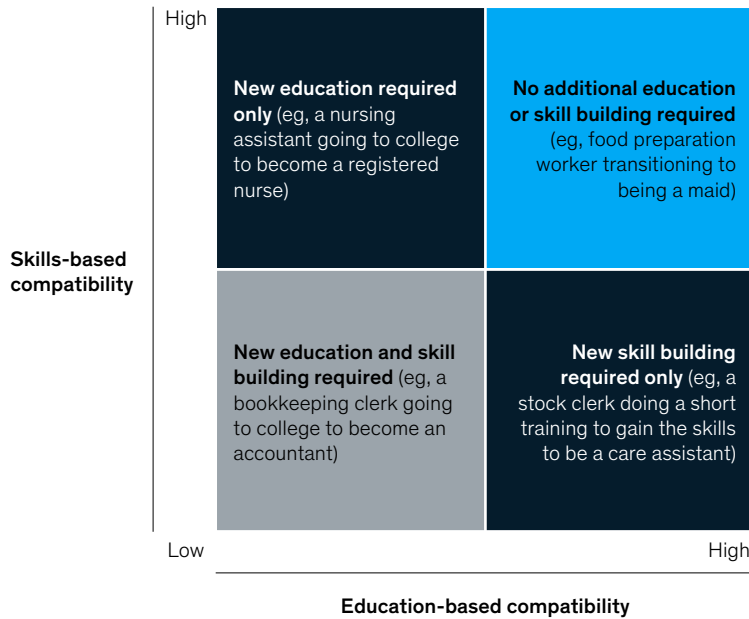 High
New education required
only (eg, a nursing
assistant going to college
to become a registered
nurse)
No additional education
or skill building required
(eg, food preparation
worker transitioning to
being a maid)
Skills-based
compatibility
New education and skill
building required (eg, a
bookkeeping clerk going
to college to become an
accountant)
New skill building
required only (eg, a
stock clerk doing a short
training to gain the skills
to be a care assistant)
Low
High
Education-based compatibility